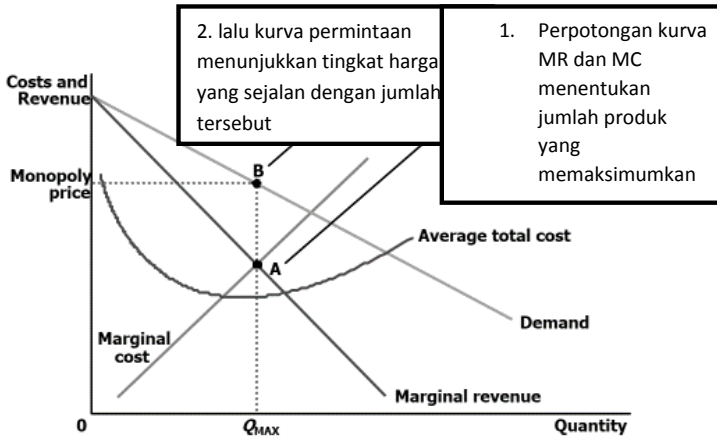 2. lalu kurva permintaan
menunjukkan tingkat harga
yang sejalan dengan jumlah
tersebut
1. Perpotongan kurva
MR dan MC
menentukan
jumlah produk
yang
memaksimumkan
Costs and
Revenue
Monopoly
price
B
A
Average total cost
Demand
Marginal
cost
Marginal revenue
0
QMAX
Quantity